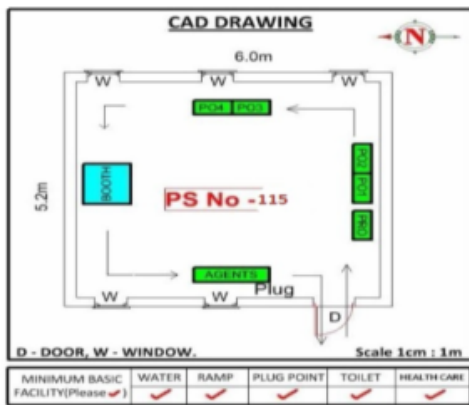 CAD DRAWING
N
6.0m
W W W
PO4 PO3
5.2m
BOOTH
PO2
PO1
PRO
PS No -115
AGENTS
Plug
W W
D
D - DOOR, W - WINDOW.
Scale 1cm : 1m
MINIMUM BASIC FACILITY(Please ✓) WATER RAMP PLUG POINT TOILET HEALTH CARE
✓ ✓ ✓ ✓ ✓